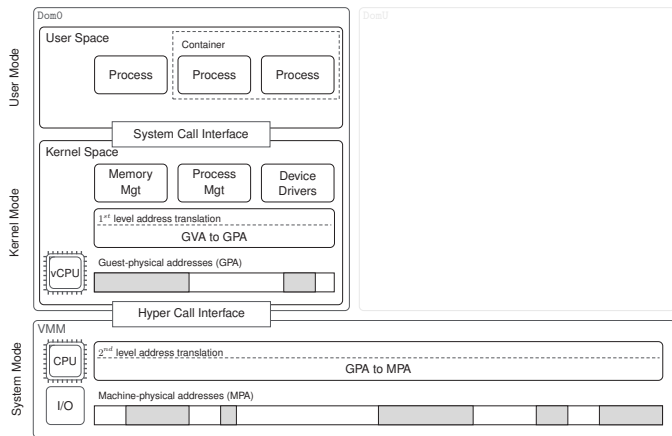 Dom0
DomU
User Space
Container
User Mode
Process
Process
Process
System Call Interface
Kernel Space
Memory
Mgt
Process
Mgt
Device
Drivers
Kernel Mode
1st level address translation
GVA to GPA
vCPU
Guest-physical addresses (GPA)
Hyper Call Interface
VMM
System Mode
CPU
2nd level address translation
GPA to MPA
I/O
Machine-physical addresses (MPA)